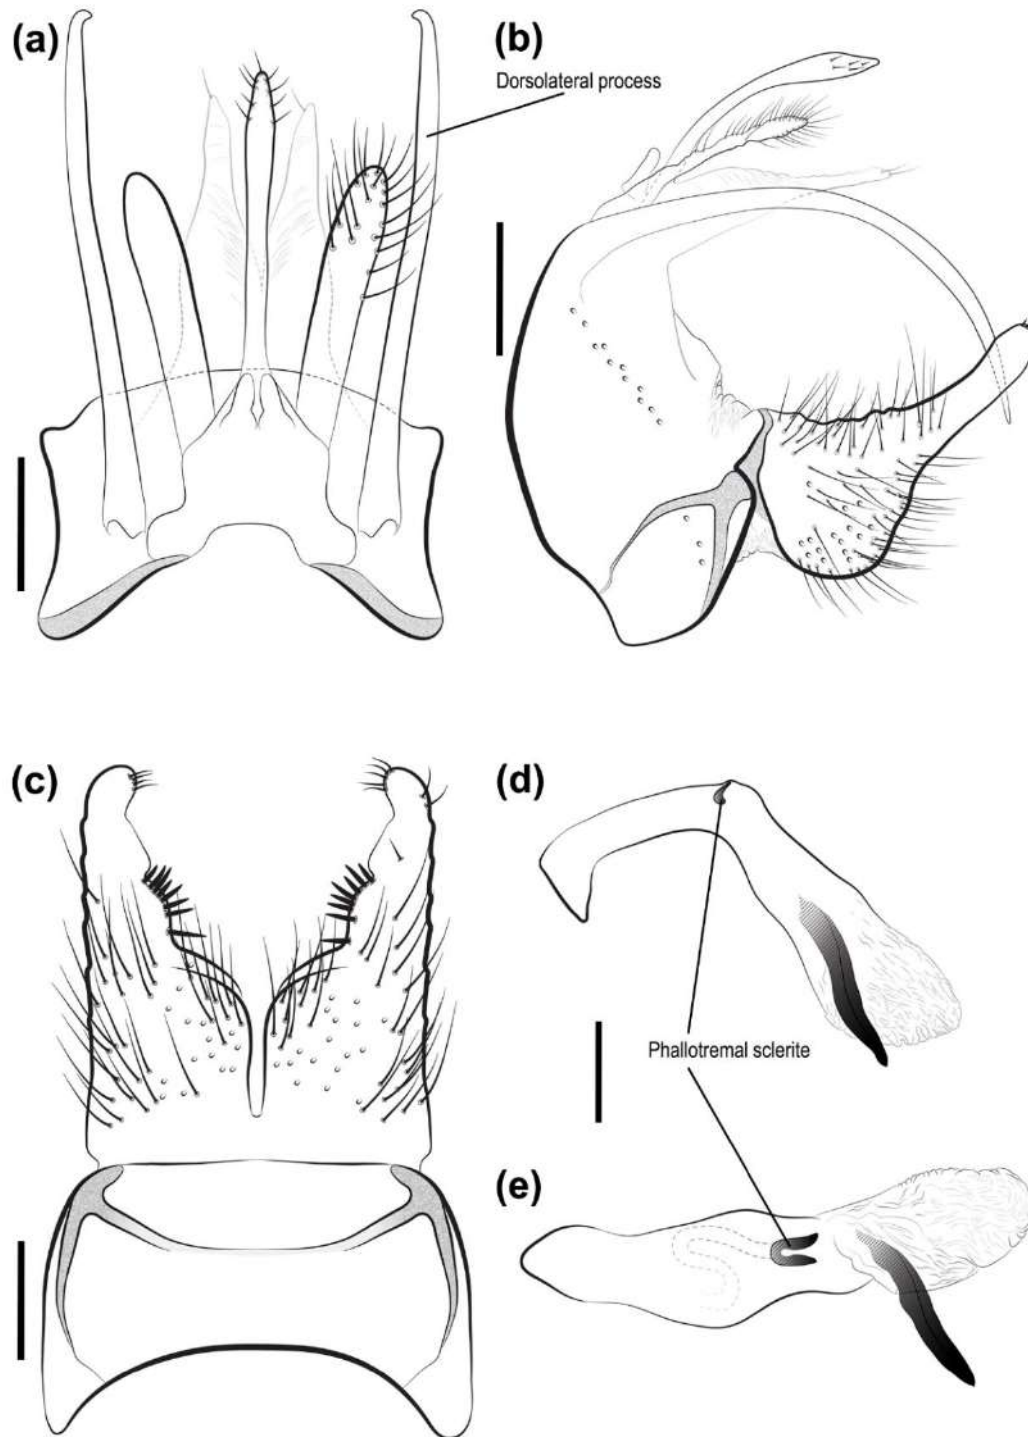 (a)
(b)
Dorsolateral process
(c)
(d)
Phallotremal sclerite
(e)